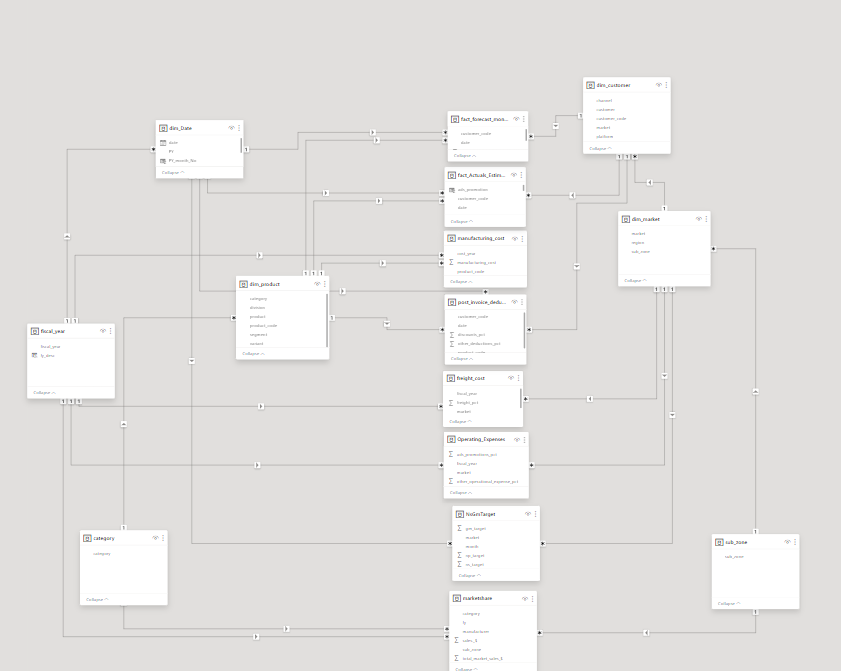 dim_customer
channel
customer
customer_code
market
platform
Collapse
dim_Date
date
FY
FY_month_No
Collapse
fact_forecast_mon...
customer_code
date
Collapse
fact_Actuals_Estim...
customer_code
date
Collapse
dim_market
market
region
sub_zone
Collapse
manufacturing_cost
cost_year
manufacturing_cost
product_code
Collapse
dim_product
category
division
product
product_code
segment
variant
Collapse
post_invoice_dedu...
customer_code
date
discounts_pct
other_deductions_pct
product_code
Collapse
fiscal_year
fiscal_year
fy_desc
Collapse
freight_cost
fiscal_year
freight_pct
market
Collapse
Operating_Expenses
ads_promotions_pct
fiscal_year
market
other_operational_expense_pct
Collapse
NsGmTarget
gm_target
market
month
np_target
ns_target
Collapse
category
category
Collapse
sub_zone
sub_zone
Collapse
marketshare
category
fy
manufacturer
sales_$
sub_zone
total_market_sales_$
Collapse